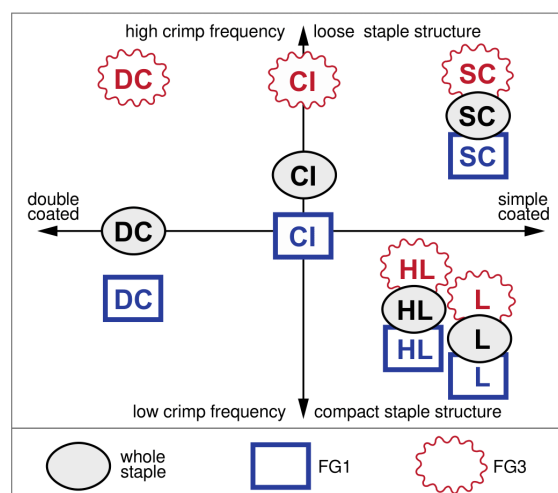 high crimp frequency loose staple structure
DC CI SC
SC
CI SC
double
coated
simple
coated
DC CI
DC
HL
HL L
HL L
L
low crimp frequency compact staple structure
whole
staple
FG1
FG3